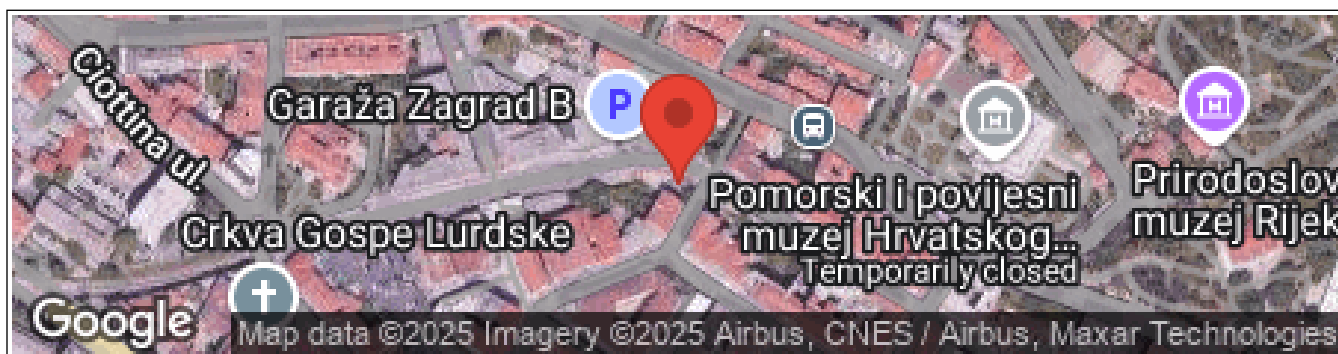 Ciottina ul.
Garaža Zagrad B
P
Crkva Gospe Lurdske
Pomorski i povijesni
muzej Hrvatskog...
Temporarily closed
Prirodoslov
muzej Rijek
Google
Map data ©2025 Imagery ©2025 Airbus, CNES / Airbus, Maxar Technologies